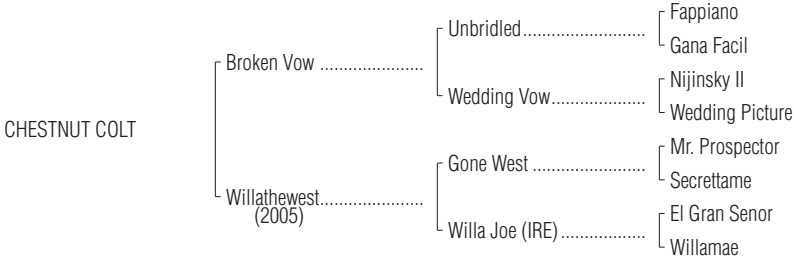 Fappiano
Unbridled..........................
Gana Facil
Broken Vow ......................
Nijinsky II
Wedding Vow....................
Wedding Picture
CHESTNUT COLT
Mr. Prospector
Gone West ........................
Secrettame
Willathewest......................
(2005)
El Gran Senor
Willa Joe (IRE)..................
Willamae